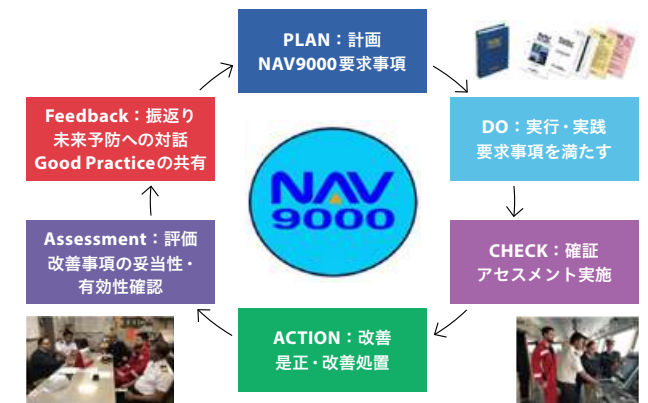 PLAN：計画
NAV9000要求事項
DO：実行・実践
要求事項を満たす
CHECK：確証
アセスメント実施
ACTION：改善
是正・改善処置
Assessment：評価
改善事項の妥当性・
有効性確認
Feedback：振返り
未来予防への対話
Good Practiceの共有
NAV
9000